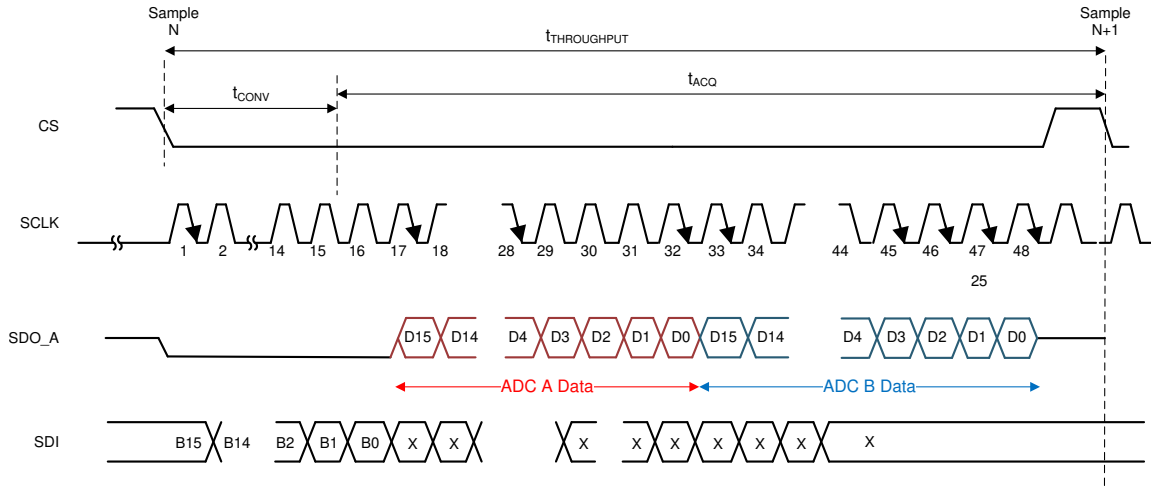 Sample N
Sample N+1
tTHROUGHPUT
tCONV
tACQ
CS
SCLK
1 2 14 15 16 17 18 28 29 30 31 32 33 34 44 45 46 47 48
25
SDO_A
D15 D14 D4 D3 D2 D1 D0 D15 D14 D4 D3 D2 D1 D0
ADC A Data
ADC B Data
SDI
B15 B14 B2 B1 B0 X X X X X X X X X